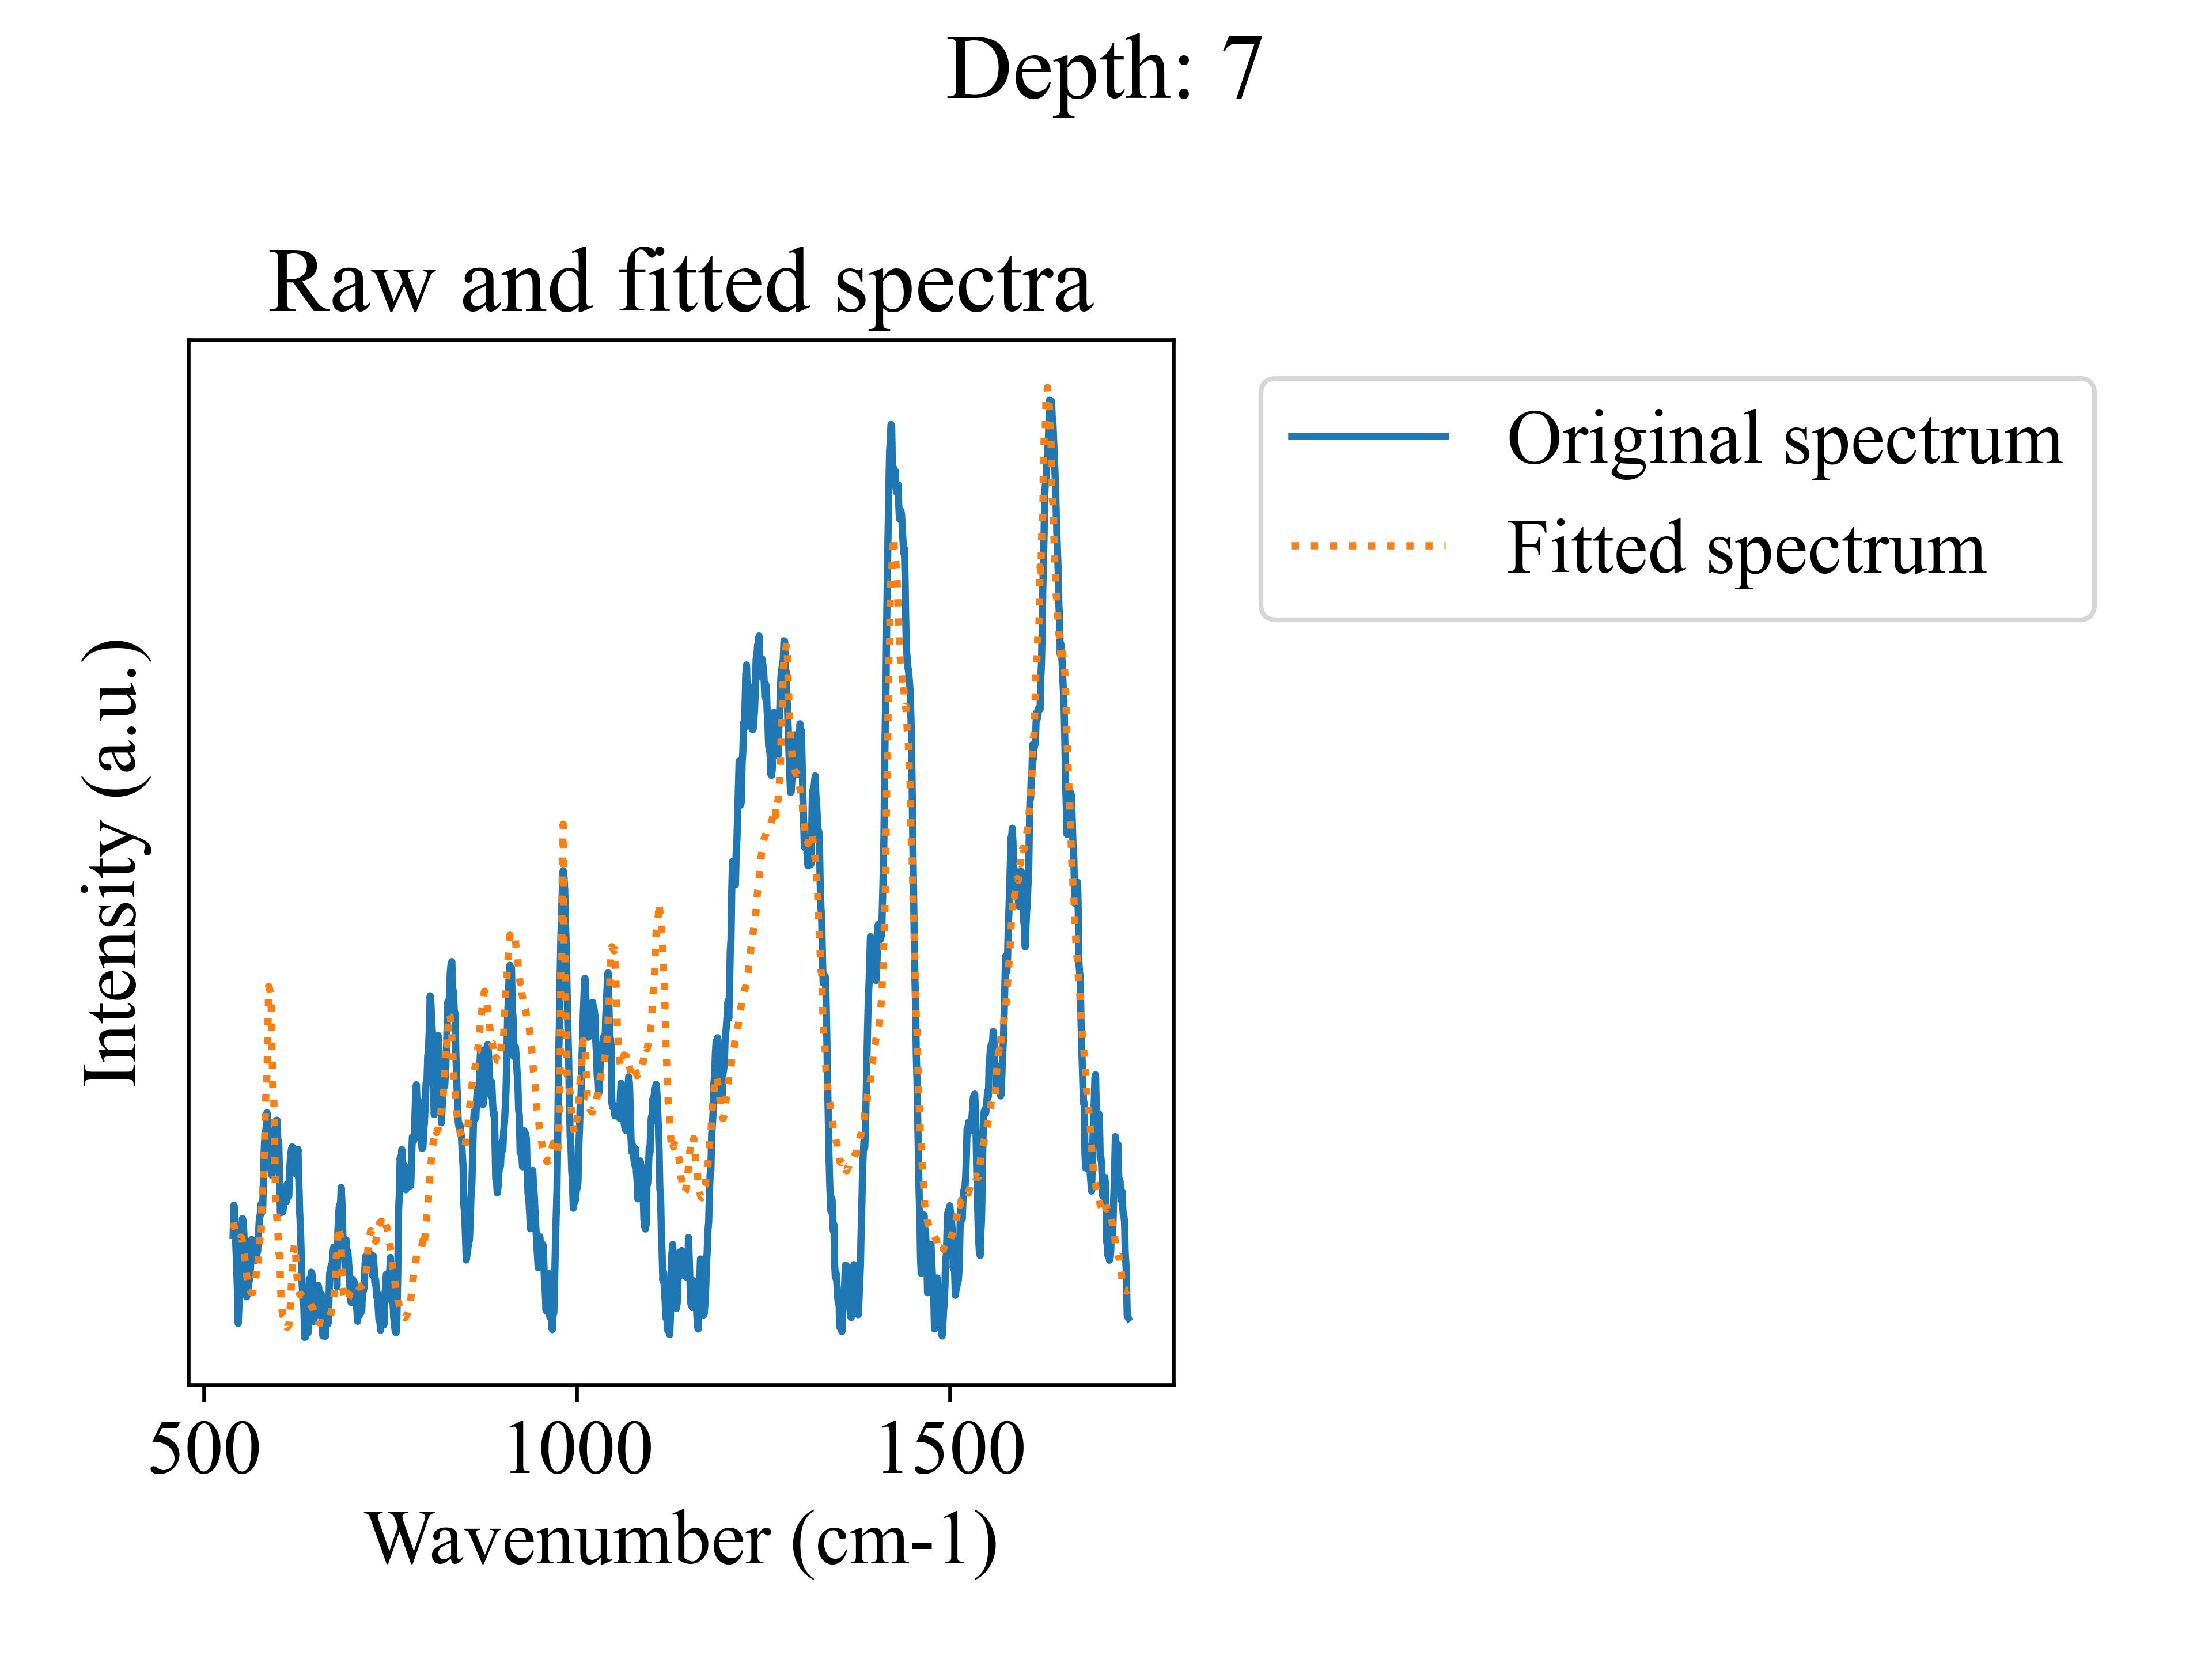 Depth: 7
Raw and fitted spectra
Original spectrum
Fitted spectrum
Intensity (a.u.)
500 1000 1500
Wavenumber (cm-1)